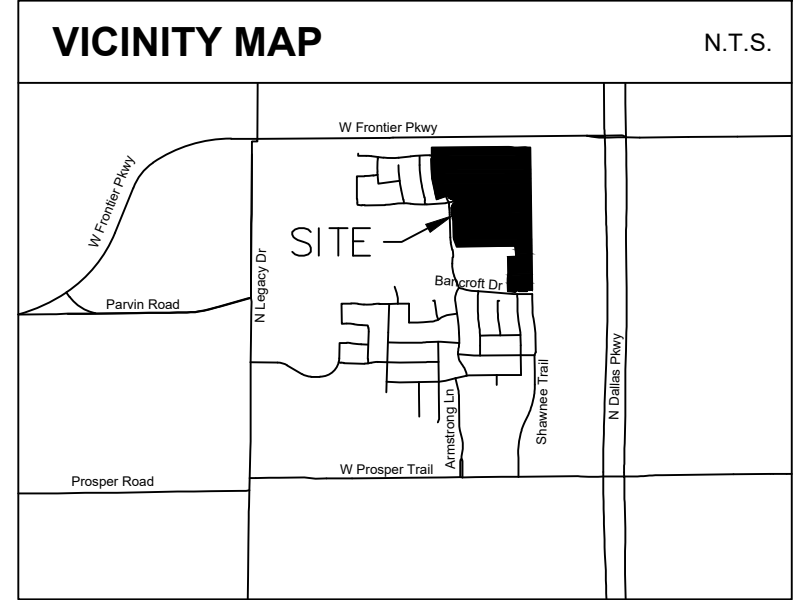 VICINITY MAP
N.T.S.
W Frontier Pkwy
W Frontier Pkwy
SITE
N Legacy Dr
Bancroft Dr
Parvin Road
N Dallas Pkwy
Shawnee Trail
Armstrong Ln
W Prosper Trail
Prosper Road